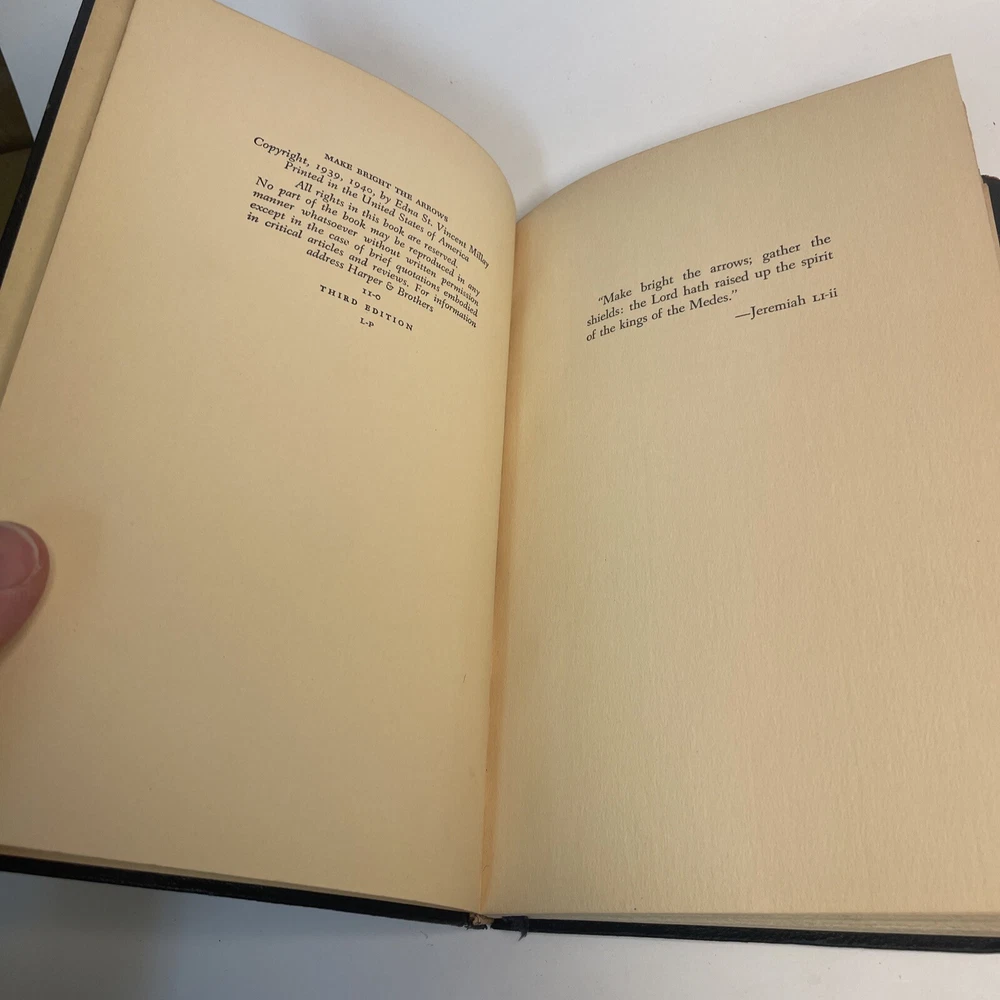 MAKE BRIGHT THE ARROWS
Copyright, 1939, 1940, by Edna St. Vincent Millay
Printed in the United States of America
All rights in this book are reserved.
No part of the book may be reproduced in any
manner whatsoever without written permission
except in the case of brief quotations embodied
in critical articles and reviews. For information
address Harper & Brothers
11-0
THIRD EDITION
L-P
“Make bright the arrows; gather the
shields: the Lord hath raised up the spirit
of the kings of the Medes.”
—Jeremiah LI-ii